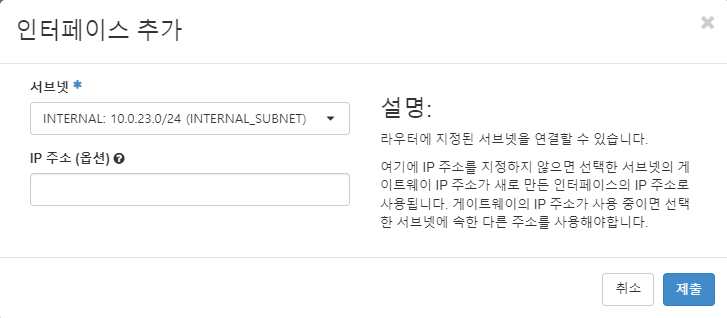 인터페이스 추가
×
서브넷 *
INTERNAL: 10.0.23.0/24 (INTERNAL_SUBNET)
IP 주소 (옵션) ?
설명:
라우터에 지정된 서브넷을 연결할 수 있습니다.
여기에 IP 주소를 지정하지 않으면 선택한 서브넷의 게
이트웨이 IP 주소가 새로 만든 인터페이스의 IP 주소로
사용됩니다. 게이트웨이의 IP 주소가 사용 중이면 선택
한 서브넷에 속한 다른 주소를 사용해야합니다.
취소
제출